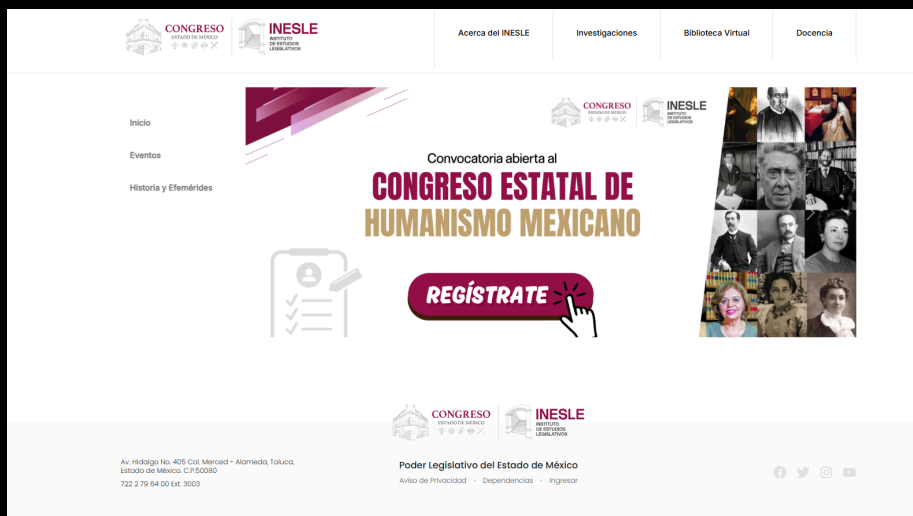 CONGRESO
ESTADO DE MÉXICO
INESLE
INSTITUTO
DE ESTUDIOS
LEGISLATIVOS
Acerca del INESLE
Investigaciones
Biblioteca Virtual
Docencia
Inicio
Eventos
Historia y Efemérides
CONGRESO
ESTADO DE MÉXICO
INESLE
INSTITUTO
DE ESTUDIOS
LEGISLATIVOS
Convocatoria abierta al
CONGRESO ESTATAL DE
HUMANISMO MEXICANO
REGÍSTRATE
CONGRESO
ESTADO DE MÉXICO
INESLE
INSTITUTO
DE ESTUDIOS
LEGISLATIVOS
Av. Hidalgo No. 405 Col. Merced - Alameda, Toluca,
Estado de México. C.P.50080
722 2 79 64 00 Ext. 3003
Poder Legislativo del Estado de México
Aviso de Privacidad - Dependencias - Ingresar